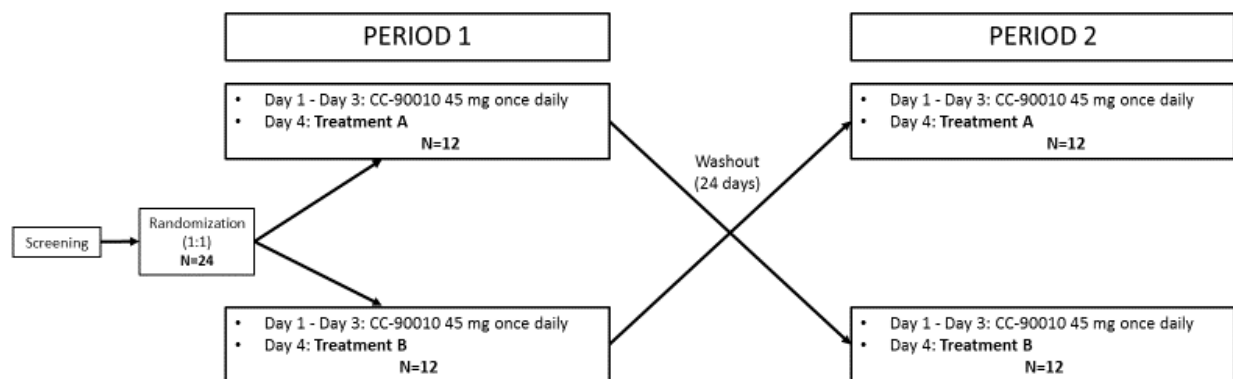 PERIOD 1
PERIOD 2
• Day 1 - Day 3: CC-90010 45 mg once daily
• Day 4: Treatment A
N=12
• Day 1 - Day 3: CC-90010 45 mg once daily
• Day 4: Treatment A
N=12
Washout
(24 days)
Screening
Randomization
(1:1)
N=24
• Day 1 - Day 3: CC-90010 45 mg once daily
• Day 4: Treatment B
N=12
• Day 1 - Day 3: CC-90010 45 mg once daily
• Day 4: Treatment B
N=12